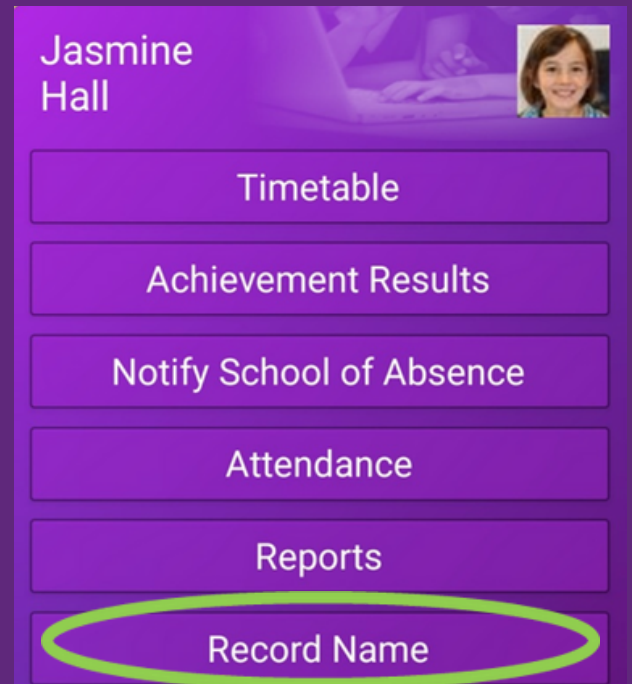 Jasmine
Hall
Timetable
Achievement Results
Notify School of Absence
Attendance
Reports
Record Name